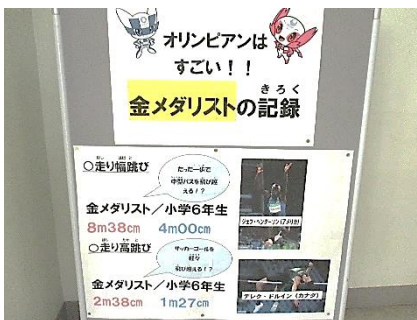 オリンピアンは
すごい！！
きろく
金メダリストの記録
○走り幅跳び
たった一歩で
中型バスを飛び越
える！？
金メダリスト／小学6年生
8m38cm 4m00cm
ジェフ・ヘンダーソン(アメリカ)
○走り高跳び
サッカーゴールを
軽々
飛び越える！？
金メダリスト／小学6年生
2m38cm 1m27cm
デレク・ドルイン（カナダ）